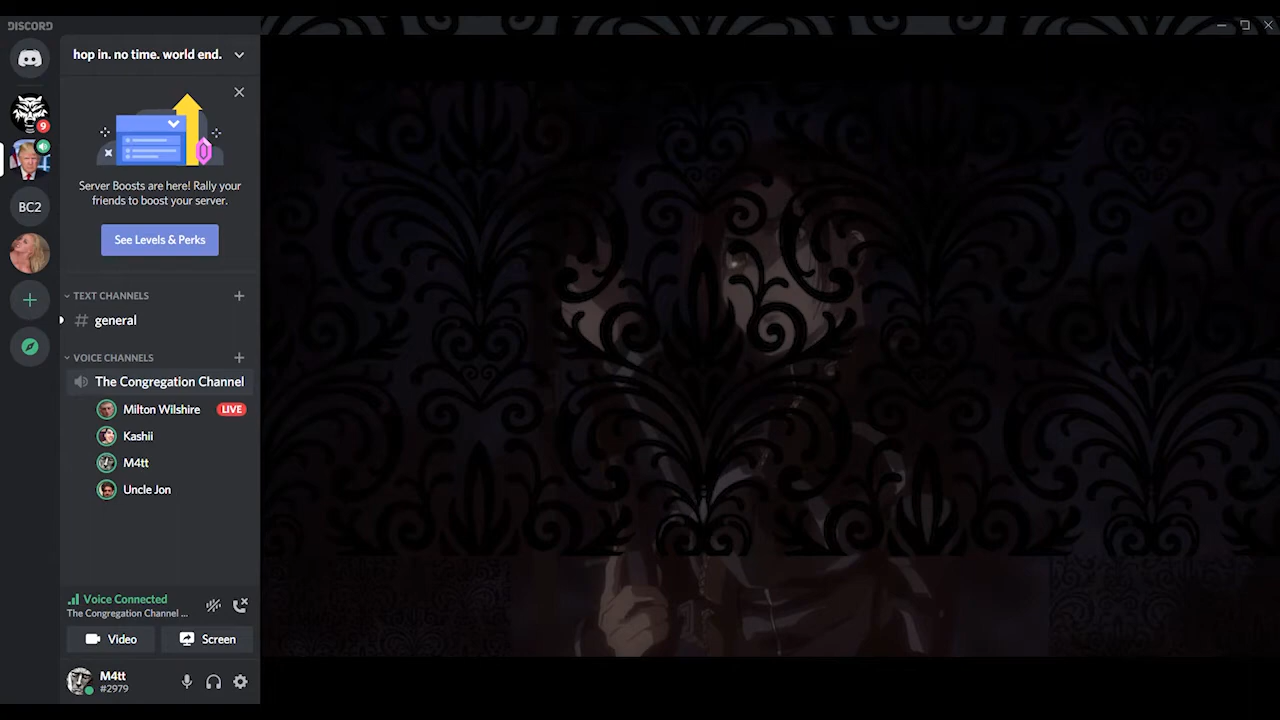 DISCORD
hop in. no time. world end.
9
BC2
Server Boosts are here! Rally your
friends to boost your server.
See Levels & Perks
TEXT CHANNELS
general
VOICE CHANNELS
The Congregation Channel
Milton Wilshire LIVE
Kashii
M4tt
Uncle Jon
Voice Connected
The Congregation Channel ...
Video Screen
M4tt
#2979